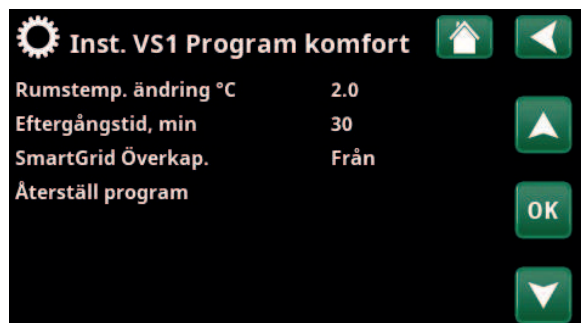 Inst. VS1 Program komfort
Rumstemp. ändring °C 2.0
Eftergångstid, min 30
SmartGrid Överkap. Från
Återställ program
OK